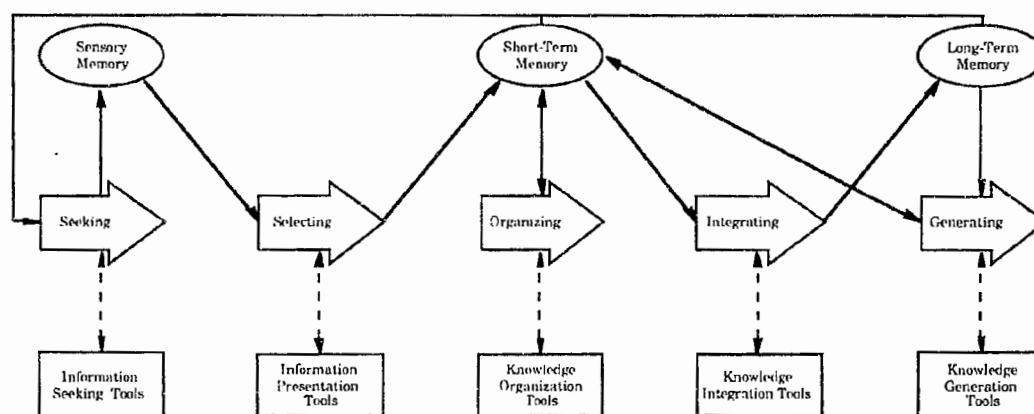 Sensory
Memory
Short-Term
Memory
Long-Term
Memory
Seeking
Selecting
Organizing
Integrating
Generating
Information
Seeking Tools
Information
Presentation
Tools
Knowledge
Organization
Tools
Knowledge
Integration Tools
Knowledge
Generation Tools